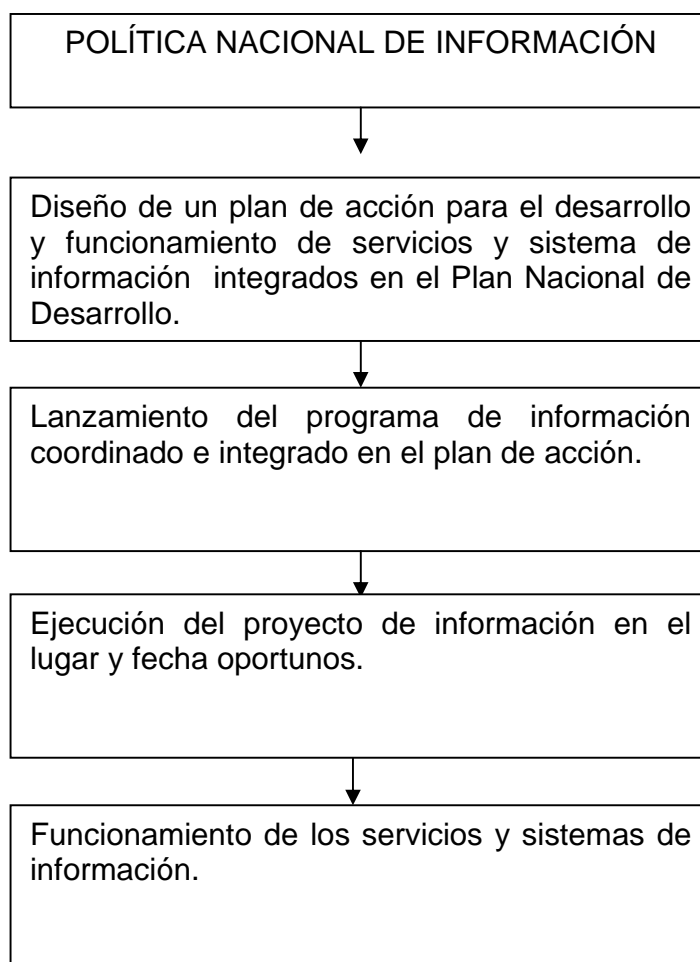 POLÍTICA NACIONAL DE INFORMACIÓN
Diseño de un plan de acción para el desarrollo
y funcionamiento de servicios y sistema de
información integrados en el Plan Nacional de
Desarrollo.
Lanzamiento del programa de información
coordinado e integrado en el plan de acción.
Ejecución del proyecto de información en el
lugar y fecha oportunos.
Funcionamiento de los servicios y sistemas de
información.